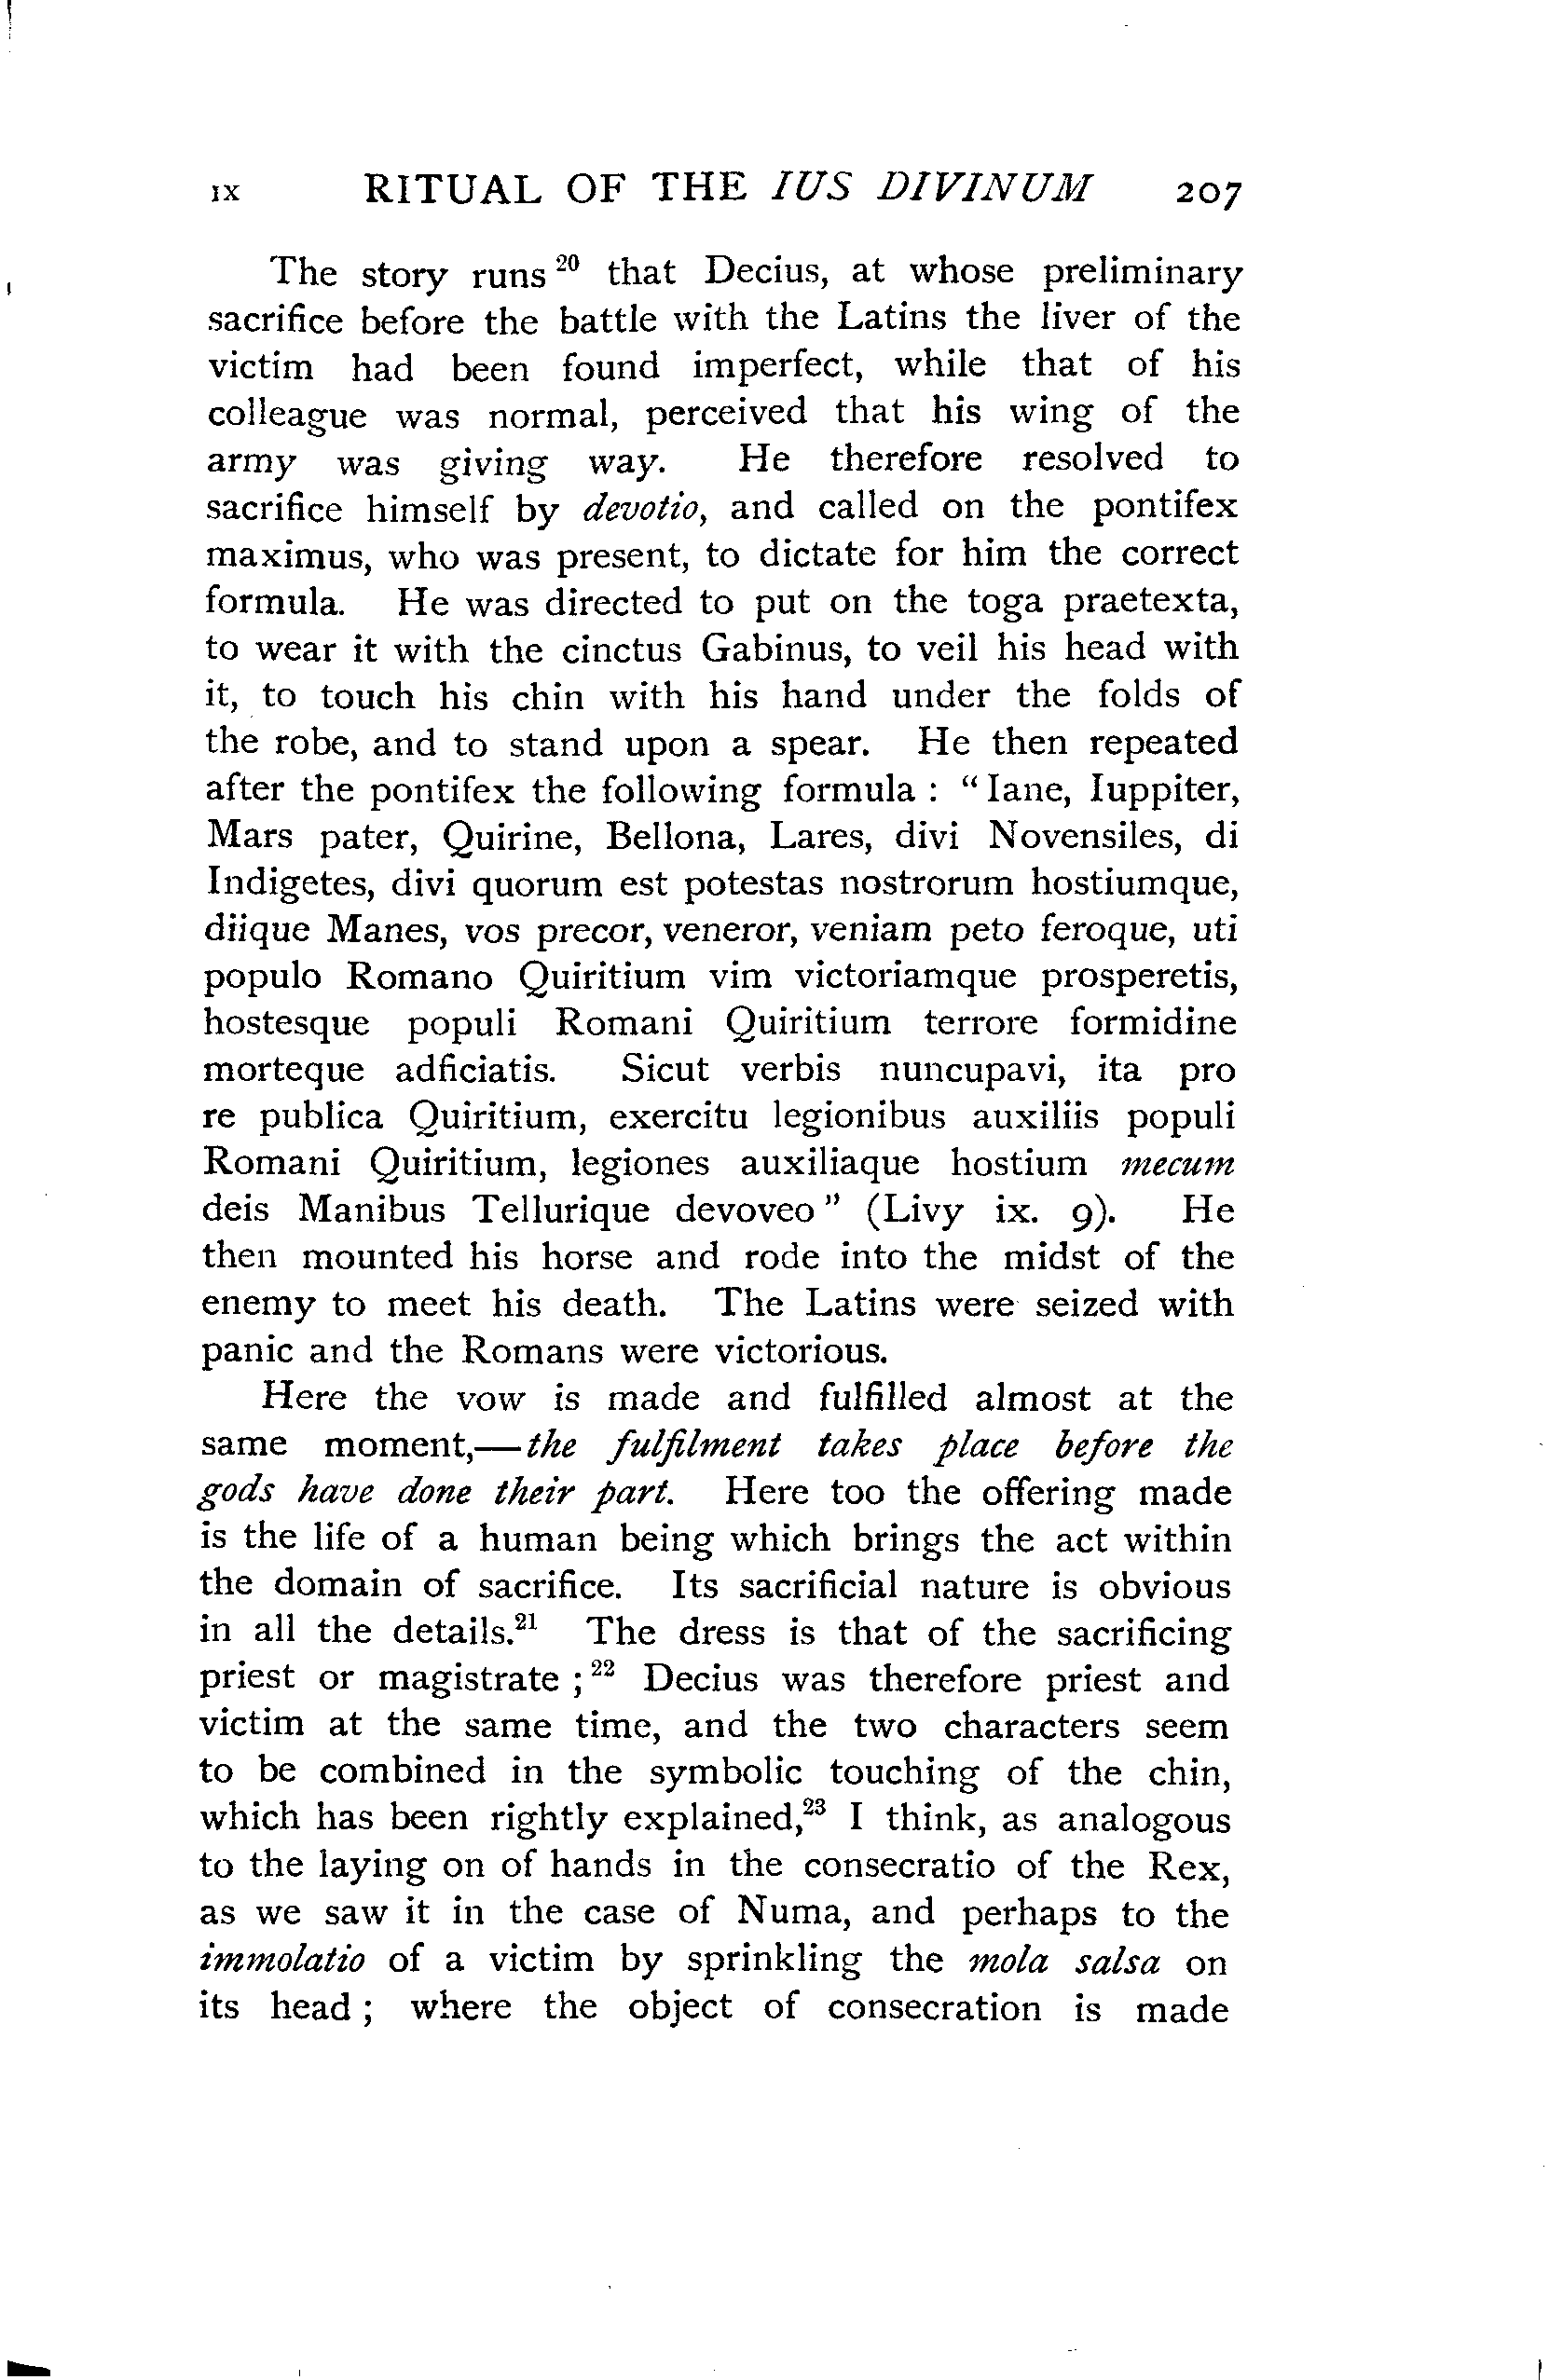 IX RITUAL OF THE IUS DIVINUM 207
The story runs 20 that Decius, at whose preliminary
sacrifice before the battle with the Latins the liver of the
victim had been found imperfect, while that of his
colleague was normal, perceived that his wing of the
army was giving way. He therefore resolved to
sacrifice himself by devotio, and called on the pontifex
maximus, who was present, to dictate for him the correct
formula. He was directed to put on the toga praetexta,
to wear it with the cinctus Gabinus, to veil his head with
it, to touch his chin with his hand under the folds of
the robe, and to stand upon a spear. He then repeated
after the pontifex the following formula : “ Iane, Iuppiter,
Mars pater, Quirine, Bellona, Lares, divi Novensiles, di
Indigetes, divi quorum est potestas nostrorum hostiumque,
diique Manes, vos precor, veneror, veniam peto feroque, uti
populo Romano Quiritium vim victoriamque prosperetis,
hostesque populi Romani Quiritium terrore formidine
morteque adficiatis. Sicut verbis nuncupavi, ita pro
re publica Quiritium, exercitu legionibus auxiliis populi
Romani Quiritium, legiones auxiliaque hostium mecum
deis Manibus Tellurique devoveo ” (Livy ix. 9). He
then mounted his horse and rode into the midst of the
enemy to meet his death. The Latins were seized with
panic and the Romans were victorious.
Here the vow is made and fulfilled almost at the
same moment,—the fulfilment takes place before the
gods have done their part. Here too the offering made
is the life of a human being which brings the act within
the domain of sacrifice. Its sacrificial nature is obvious
in all the details.21 The dress is that of the sacrificing
priest or magistrate ; 22 Decius was therefore priest and
victim at the same time, and the two characters seem
to be combined in the symbolic touching of the chin,
which has been rightly explained,23 I think, as analogous
to the laying on of hands in the consecratio of the Rex,
as we saw it in the case of Numa, and perhaps to the
immolatio of a victim by sprinkling the mola salsa on
its head ; where the object of consecration is made